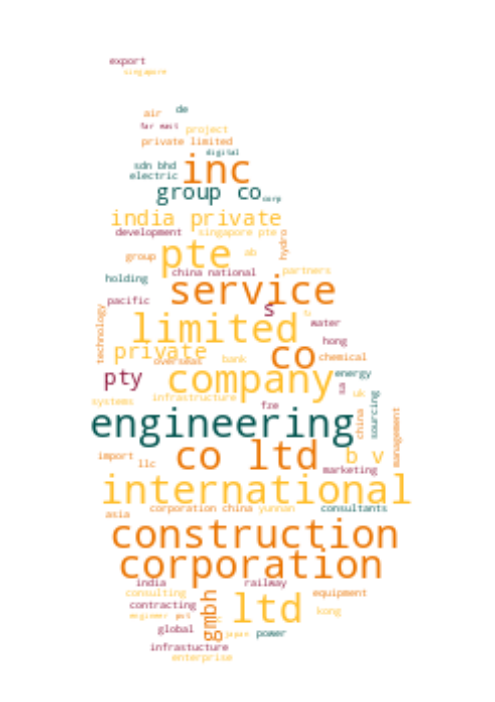 export
singapore
air de
far east project
private limited
digital
sdn bhd inc
electric
group co corp
india private
development singapore pte hydro
group pte ab
china national partners
holding service
pacific s
technology limited water
private co hong
overseas bank chemical
pty company energy
systems infrastructure sa uk
fze sourcing
engineering china management
import co ltd b v
llc marketing
international
asia corporation china yunnan consultants
construction
corporation
india railway
consulting gmbh ltd equipment
contracting kong
engineer
global japan power
infrastucture
enterprise